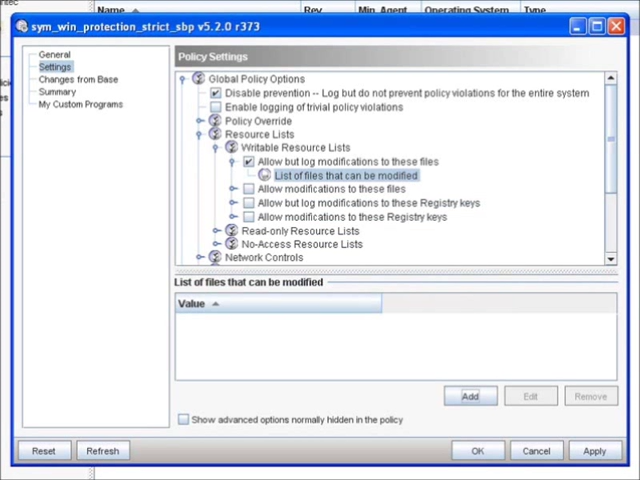 Name Rev Min. Agent Operating System Type
sym_win_protection_strict_sbp v5.2.0 r373
General
Settings
Changes from Base
Summary
My Custom Programs
Policy Settings
Global Policy Options
Disable prevention -- Log but do not prevent policy violations for the entire system
Enable logging of trivial policy violations
Policy Override
Resource Lists
Writable Resource Lists
Allow but log modifications to these files
List of files that can be modified
Allow modifications to these files
Allow but log modifications to these Registry keys
Allow modifications to these Registry keys
Read-only Resource Lists
No-Access Resource Lists
Network Controls
List of files that can be modified
Value
Add Edit Remove
Show advanced options normally hidden in the policy
Reset Refresh OK Cancel Apply